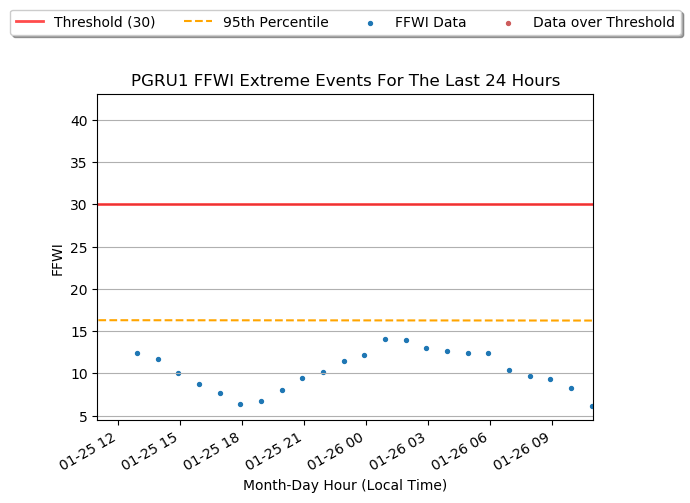 Threshold (30) 95th Percentile FFWI Data Data over Threshold
PGRU1 FFWI Extreme Events For The Last 24 Hours
FFWI
40
35
30
25
20
15
10
5
01-25 12 01-25 15 01-25 18 01-25 21 01-26 00 01-26 03 01-26 06 01-26 09
Month-Day Hour (Local Time)